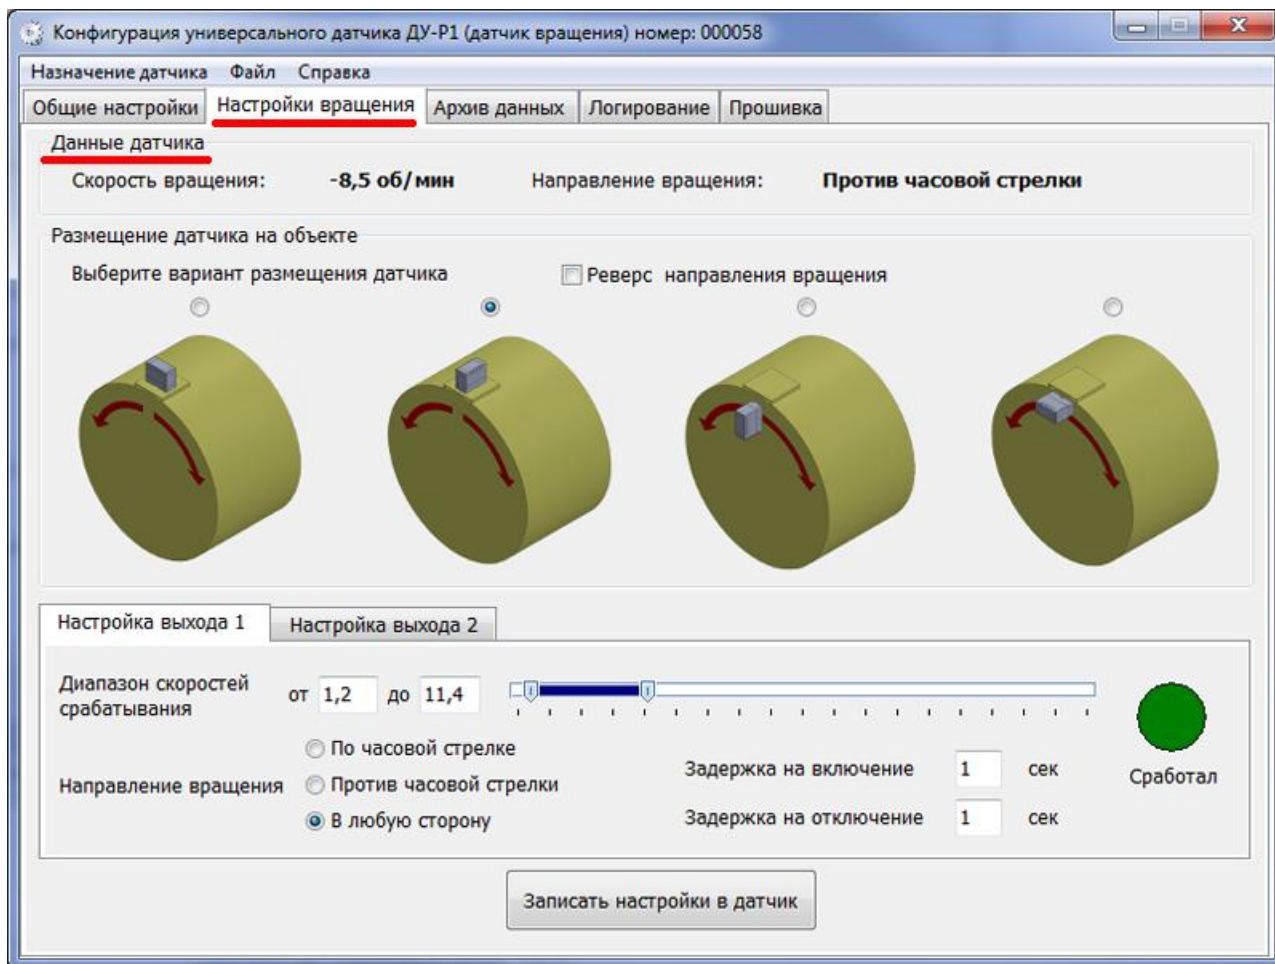 Конфигурация универсального датчика ДУ-Р1 (датчик вращения) номер: 000058
Назначение датчика Файл Справка
Общие настройки Настройки вращения Архив данных Логирование Прошивка
Данные датчика
Скорость вращения: -8,5 об/мин Направление вращения: Против часовой стрелки
Размещение датчика на объекте
Выберите вариант размещения датчика Реверс направления вращения
Настройка выхода 1 Настройка выхода 2
Диапазон скоростей
срабатывания
от 1,2 до 11,4
Направление вращения
По часовой стрелке
Против часовой стрелки
В любую сторону
Задержка на включение 1 сек
Задержка на отключение 1 сек
Сработал
Записать настройки в датчик